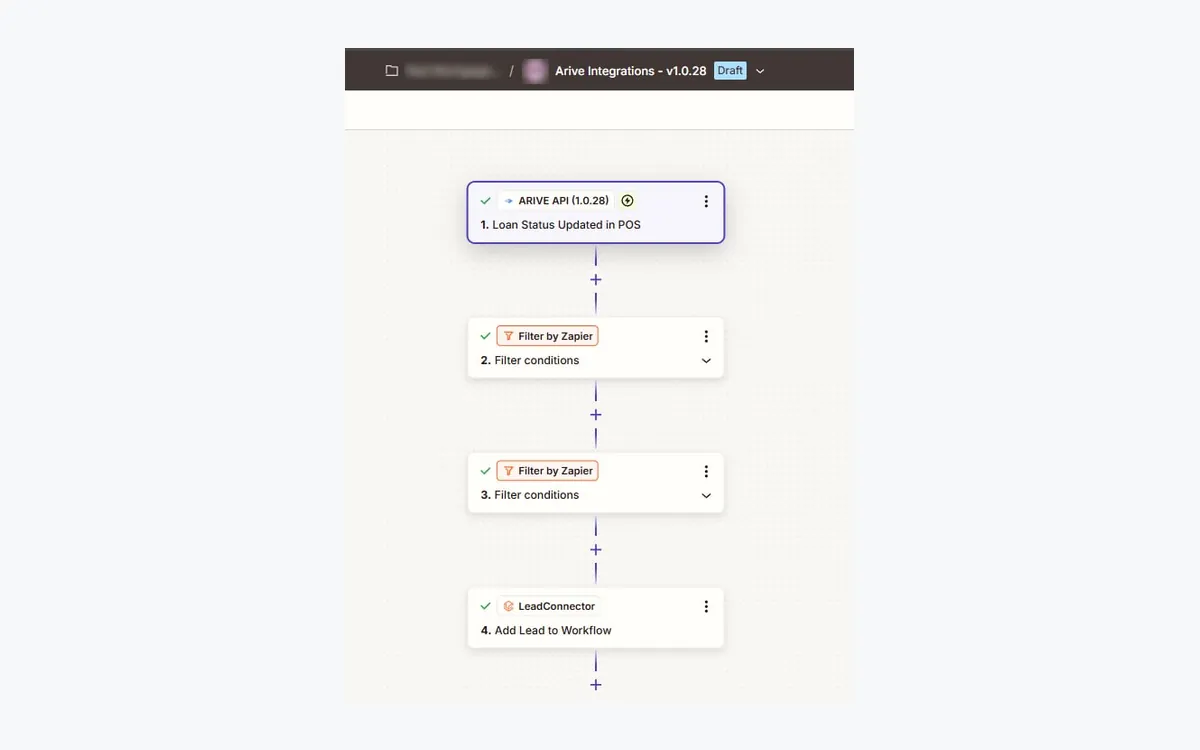 / Arive Integrations - v1.0.28 Draft
ARIVE API (1.0.28)
1. Loan Status Updated in POS
Filter by Zapier
2. Filter conditions
Filter by Zapier
3. Filter conditions
LeadConnector
4. Add Lead to Workflow